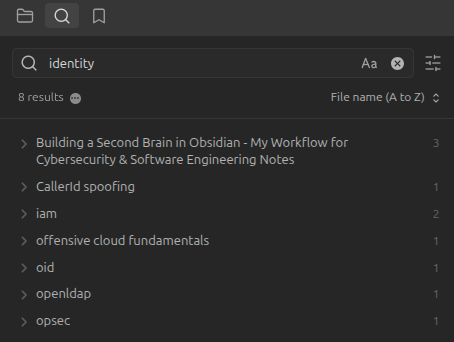 identity
Aa
8 results
File name (A to Z)
Building a Second Brain in Obsidian - My Workflow for
Cybersecurity & Software Engineering Notes
3
CallerId spoofing
1
iam
2
offensive cloud fundamentals
1
oid
1
openldap
1
opsec
1